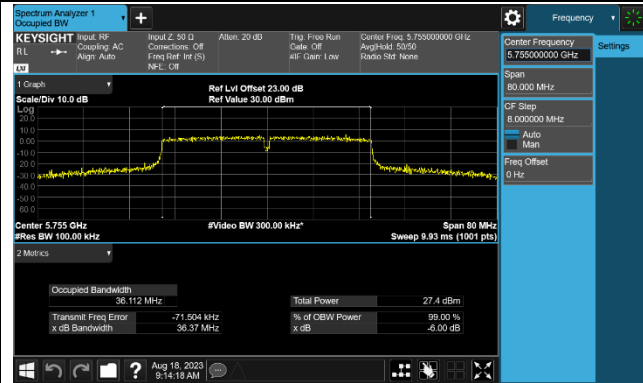 Spectrum Analyzer 1
Occupied BW
Frequency
KEYSIGHT
Input: RF
Input Z: 50 Ω
Atten: 20 dB
Trig: Free Run
Center Freq: 5.755000000 GHz
RL
Coupling: AC
Corrections: Off
Gate: Off
Avg|Hold: 50/50
Align: Auto
Freq Ref: Int (S)
#IF Gain: Low
Radio Std: None
LXI
NFE: Off
Center Frequency
5.755000000 GHz
Settings
Span
80.000 MHz
CF Step
8.000000 MHz
Auto
Man
Freq Offset
0 Hz
1 Graph
Ref Lvl Offset 23.00 dB
Scale/Div 10.0 dB
Ref Value 30.00 dBm
Log
20.0
10.0
0.00
-10.0
-20.0
-30.0
-40.0
-50.0
-60.0
Center 5.755 GHz
#Video BW 300.00 kHz*
Span 80 MHz
#Res BW 100.00 kHz
Sweep 9.93 ms (1001 pts)
2 Metrics
Occupied Bandwidth
36.112 MHz
Total Power
27.4 dBm
Transmit Freq Error
-71.504 kHz
% of OBW Power
99.00 %
x dB Bandwidth
36.37 MHz
x dB
-6.00 dB
Aug 18, 2023
9:14:18 AM